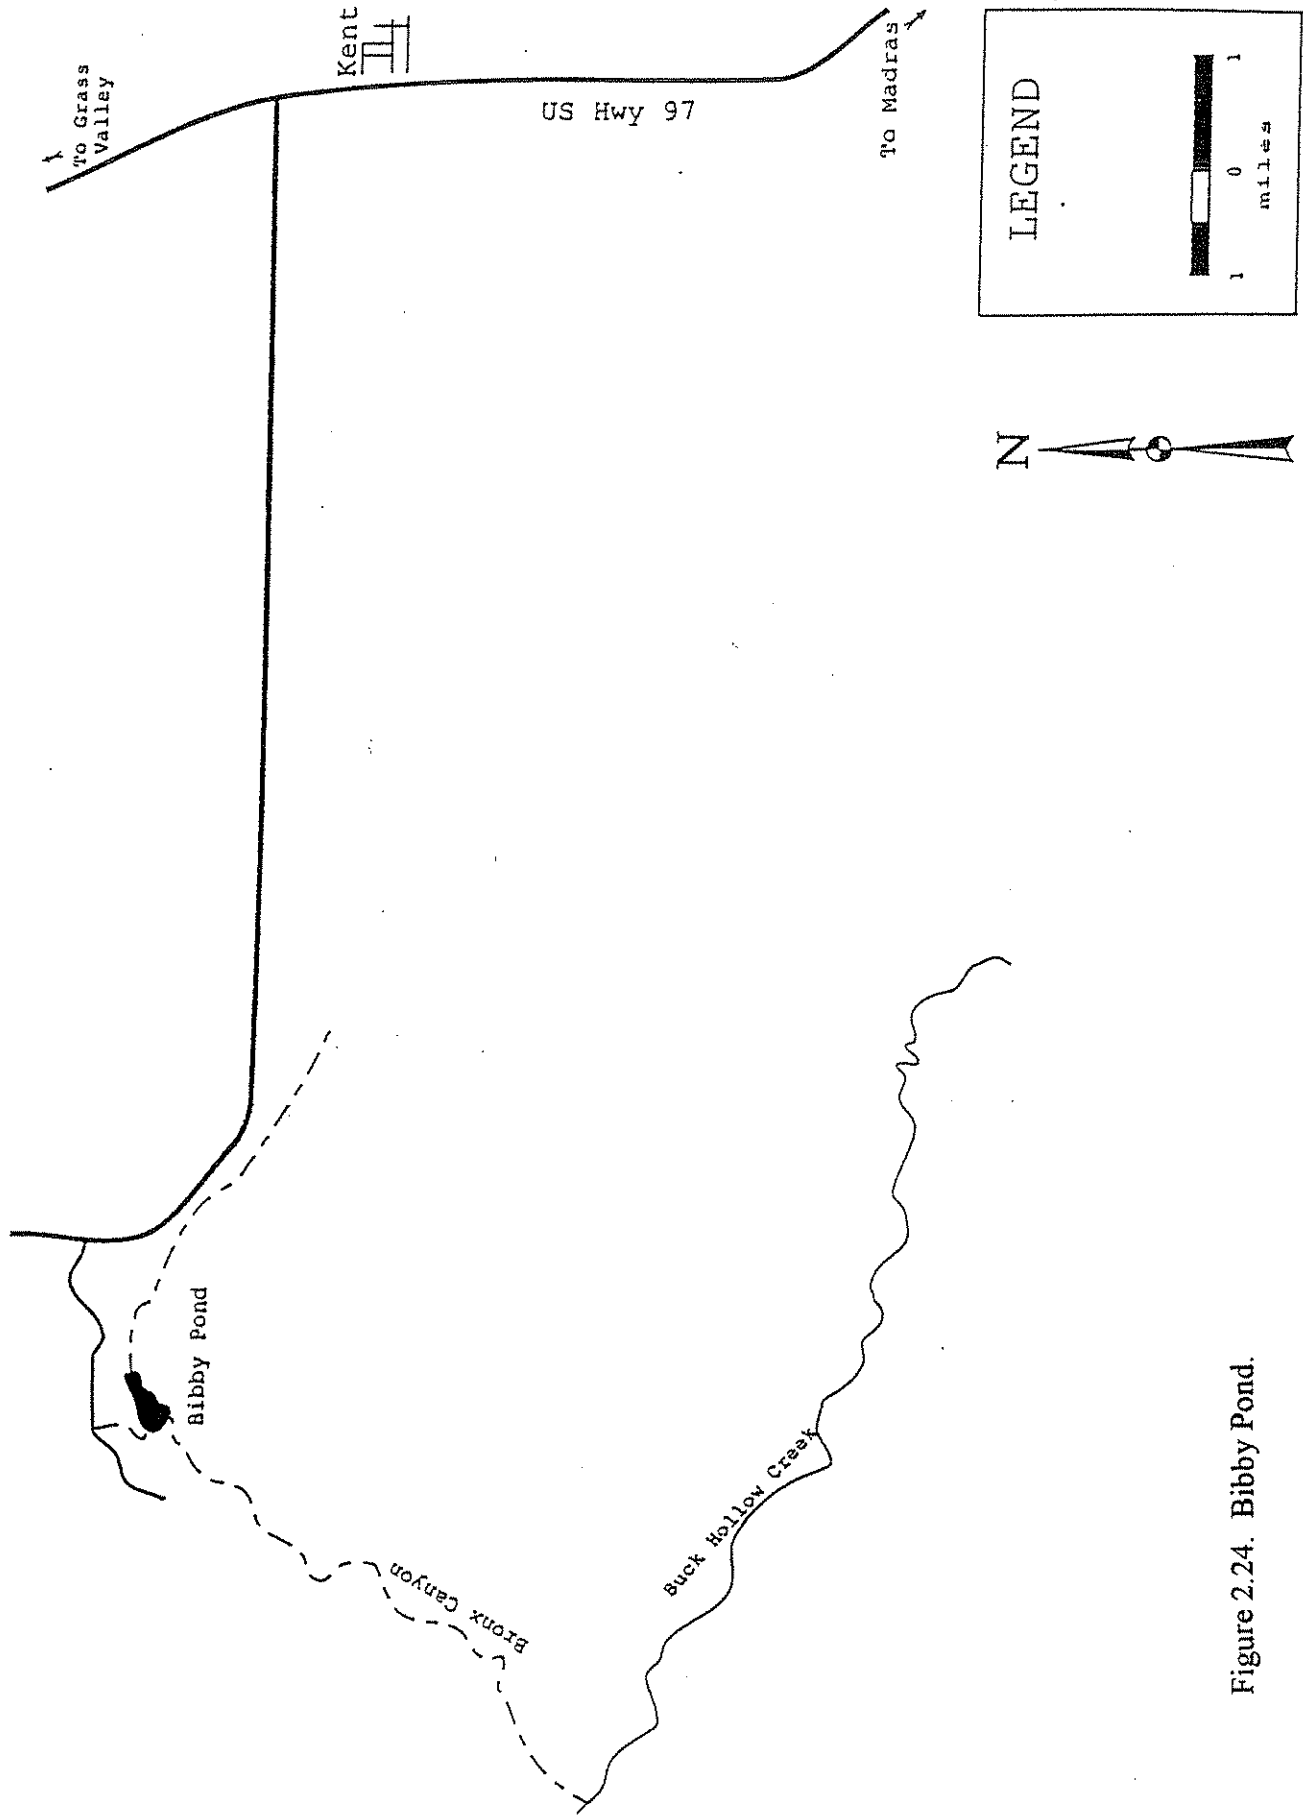 To Grass
Valley
Kent
US Hwy 97
To Madras
Bibby Pond
Bronx Canyon
Buck Hollow Creek
N
LEGEND
1 0 1
miles
Figure 2.24. Bibby Pond.